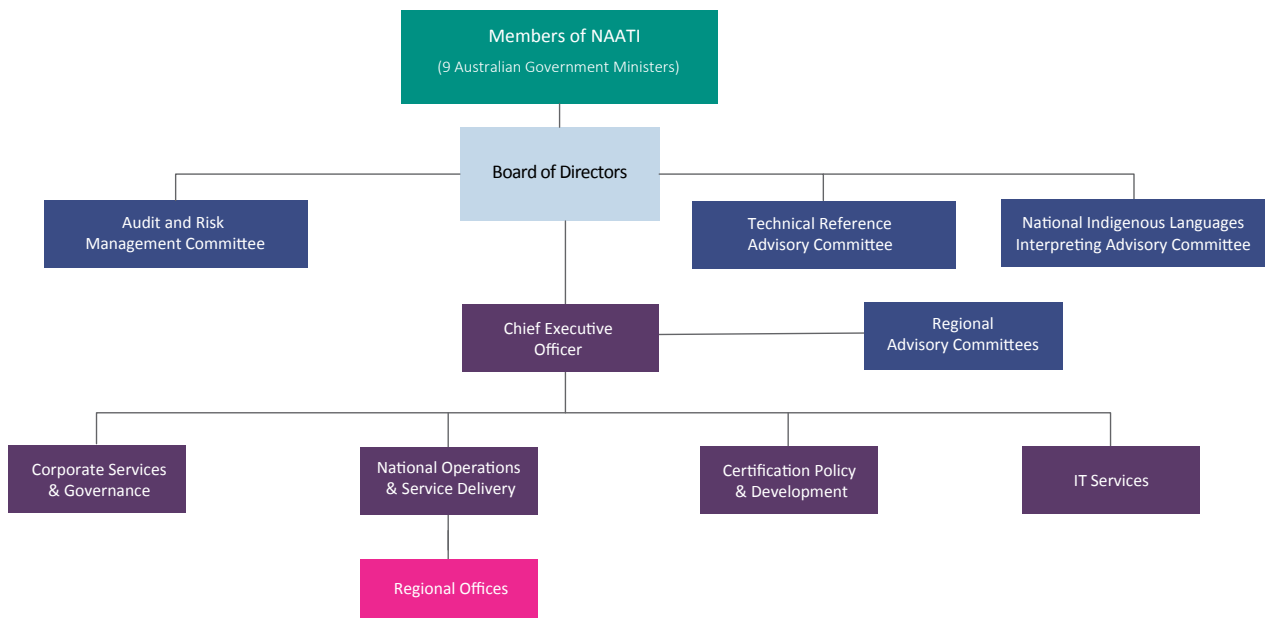 Members of NAATI
(9 Australian Government Ministers)
Board of Directors
Audit and Risk
Management Committee
Technical Reference
Advisory Committee
National Indigenous Languages
Interpreting Advisory Committee
Chief Executive
Officer
Regional
Advisory Committees
Corporate Services
& Governance
National Operations
& Service Delivery
Certification Policy
& Development
IT Services
Regional Offices